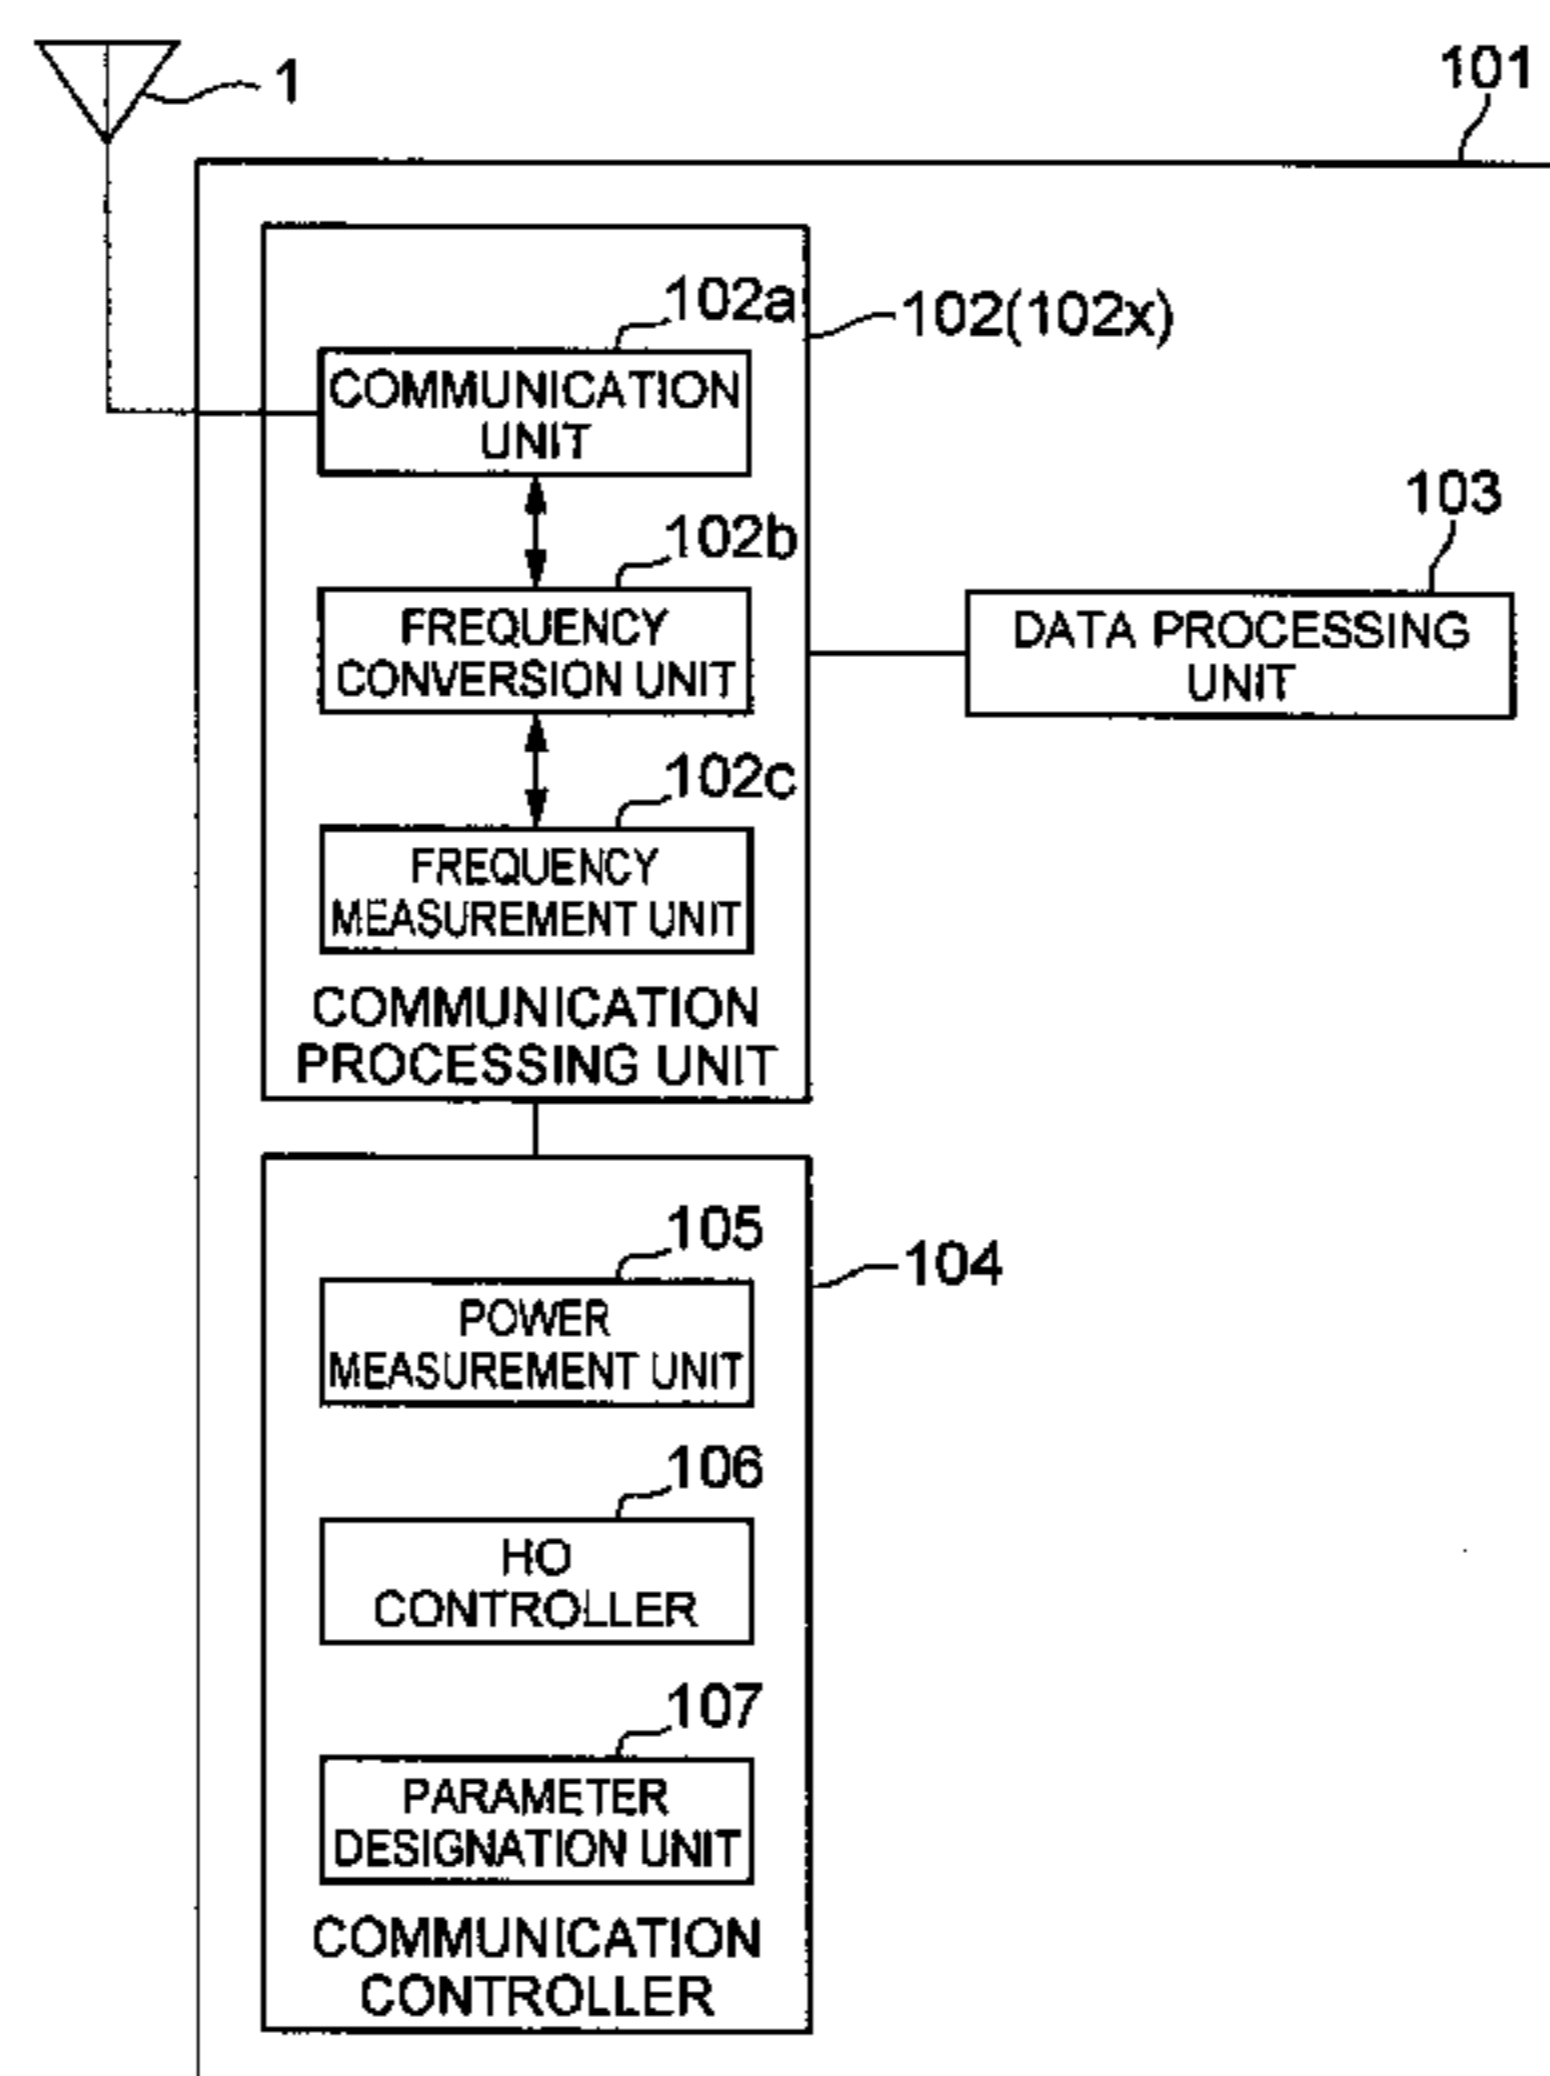 1
101
102a
102(102x)
COMMUNICATION
UNIT
102b
103
FREQUENCY
CONVERSION UNIT
DATA PROCESSING
UNIT
102c
FREQUENCY
MEASUREMENT UNIT
COMMUNICATION
PROCESSING UNIT
105
104
POWER
MEASUREMENT UNIT
106
HO
CONTROLLER
107
PARAMETER
DESIGNATION UNIT
COMMUNICATION
CONTROLLER